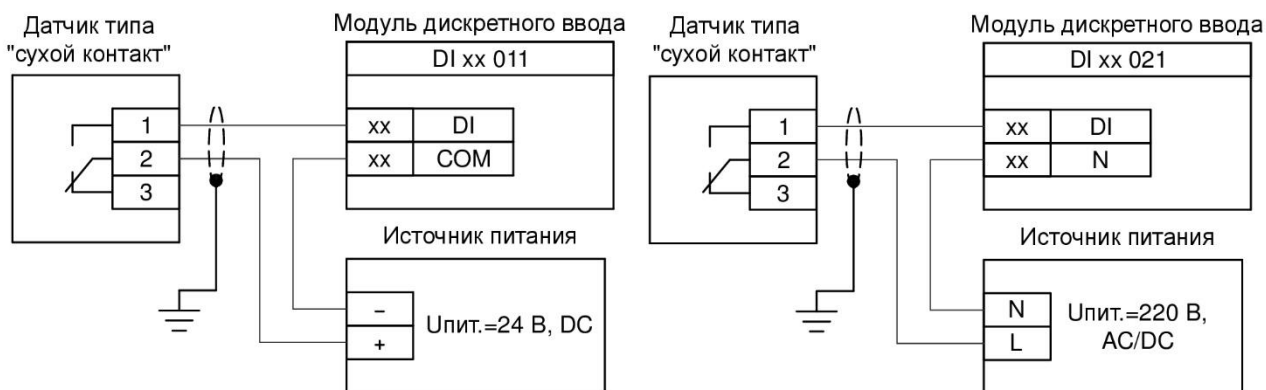 Датчик типа
"сухой контакт"
Модуль дискретного ввода
DI xx 011
1
2
3
xx DI
xx COM
Источник питания
–
+
Uпит.=24 В, DC
Датчик типа
"сухой контакт"
Модуль дискретного ввода
DI xx 021
1
2
3
xx DI
xx N
Источник питания
N
L
Uпит.=220 В,
AC/DC